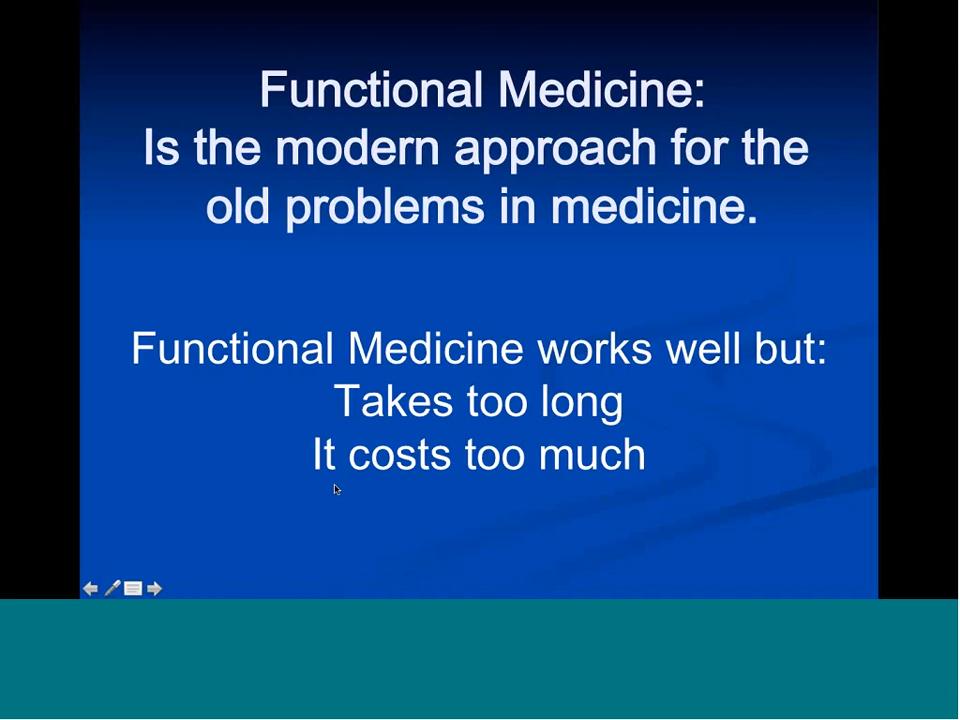 Functional Medicine:
Is the modern approach for the
old problems in medicine.
Functional Medicine works well but:
Takes too long
It costs too much